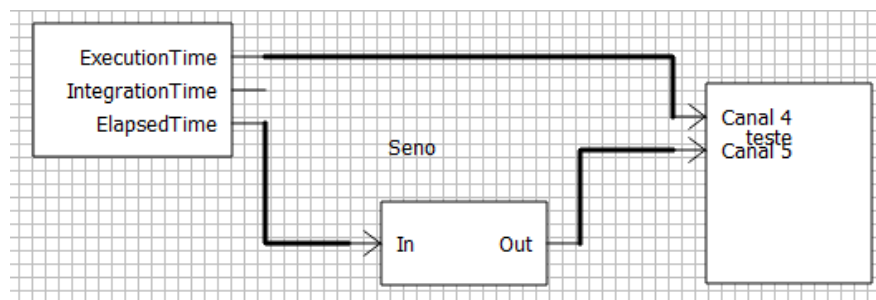 ExecutionTime
IntegrationTime
ElapsedTime
Seno
In Out
Canal 4
teste
Canal 5